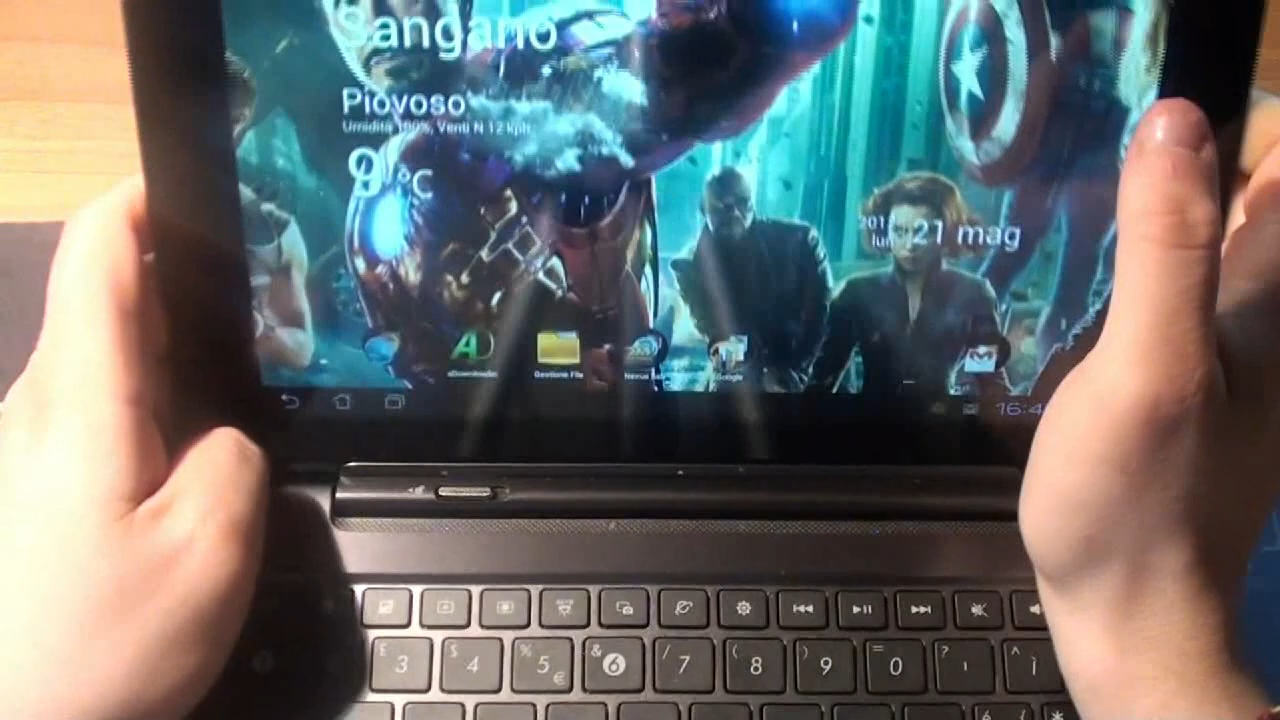 Sangano
Piovoso
Umidità 100%, Venti N 12 kph
9°C
21 mag
aDownloader
Gestione File
Google
16:4
£ 3
$ 4
% 5 €
& 6
/ 7
( 8
) 9
= 0
? '
^ ì